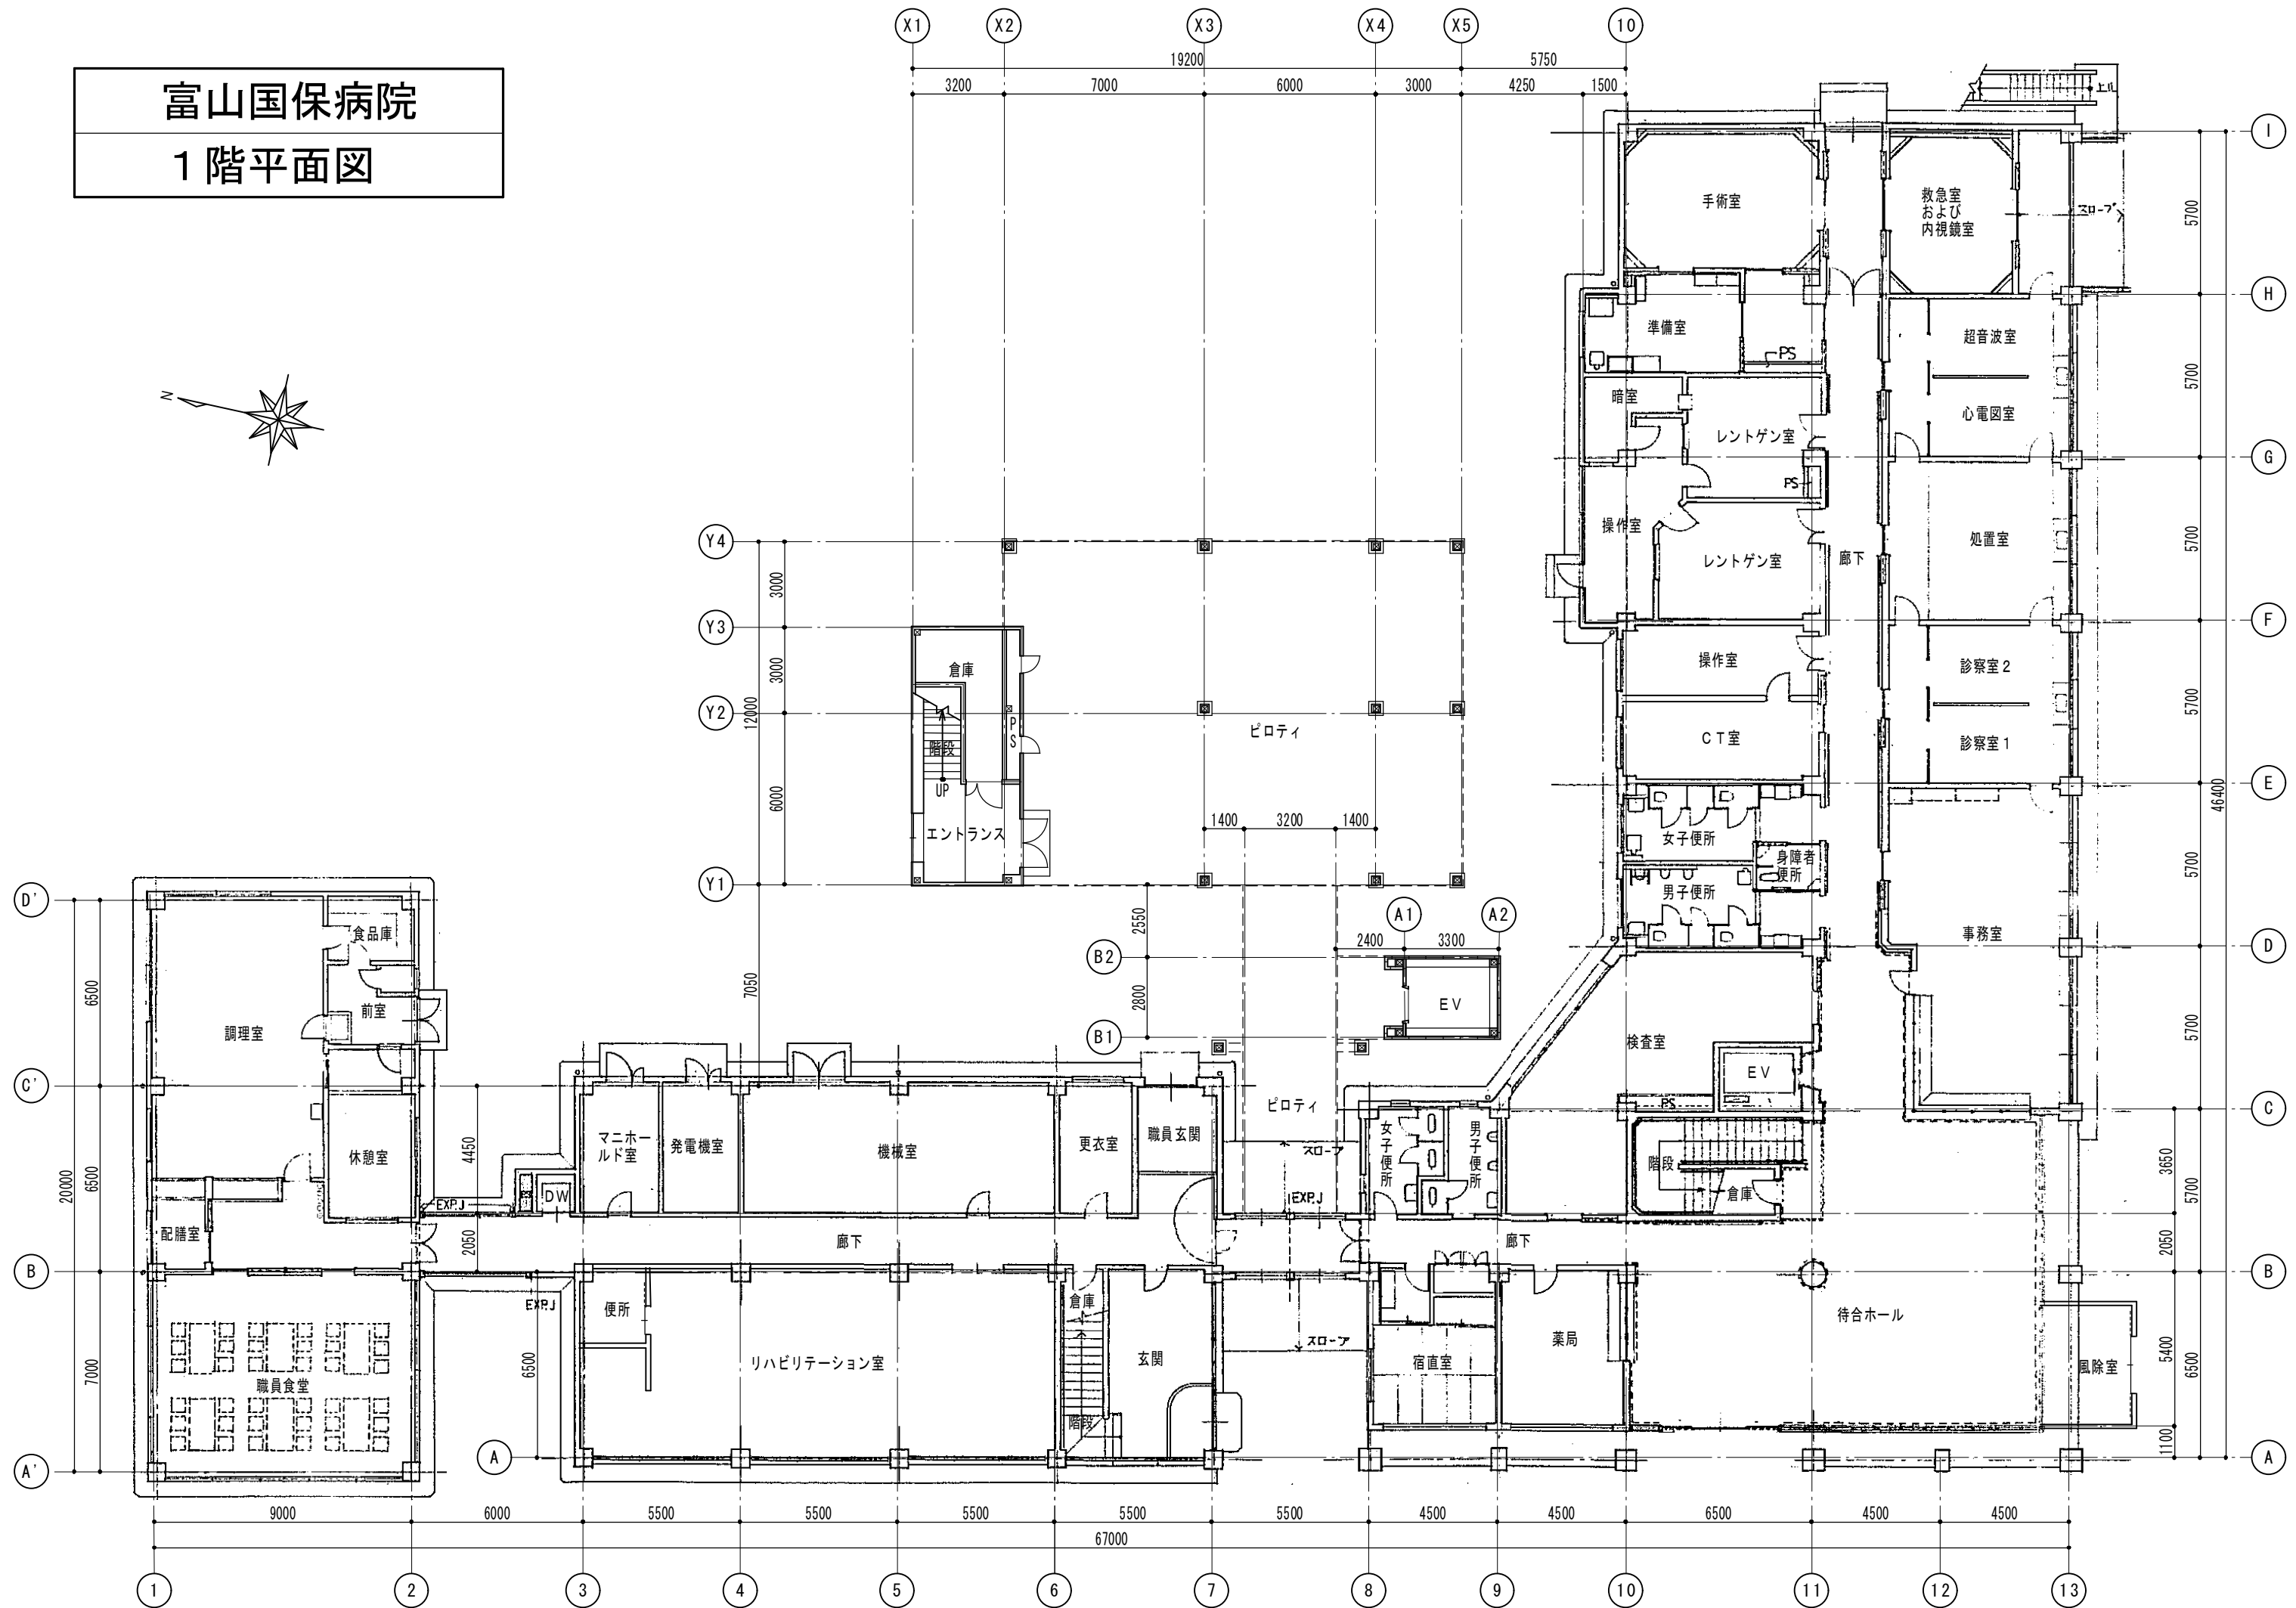 富山国保病院
１階平面図
X1
X2
X3
X4
X5
10
19200
5750
3200
7000
6000
3000
4250
1500
上ル
I
手術室
救急室
および
内視鏡室
スロープ
5700
H
準備室
超音波室
PS
5700
N
暗室
心電図室
レントゲン室
G
PS
操作室
処置室
Y4
レントゲン室
廊下
5700
3000
Y3
F
倉庫
操作室
診察室２
3000
12000
Y2
PS
ピロティ
5700
階段
ＣＴ室
診察室１
UP
E
6000
46400
1400
3200
1400
エントランス
女子便所
身障者
便所
5700
Y1
男子便所
D'
2550
A1
A2
食品庫
2400
3300
事務室
D
B2
6500
7050
2800
ＥＶ
前室
調理室
B1
検査室
5700
ＥＶ
C'
ピロティ
PS
C
マニホー
ルド室
発電機室
機械室
更衣室
職員玄関
女子便所
男子便所
休憩室
4450
スロープ
階段
倉庫
3650
20000
6500
5700
EXP.J
DW
EXP.J
配膳室
2050
廊下
廊下
2050
B
B
EXP.J
便所
倉庫
待合ホール
スロープ
薬局
7000
6500
リハビリテーション室
玄関
宿直室
5400
6500
風除室
職員食堂
階段
1100
A'
A
A
9000
6000
5500
5500
5500
5500
5500
4500
4500
6500
4500
4500
67000
1
2
3
4
5
6
7
8
9
10
11
12
13